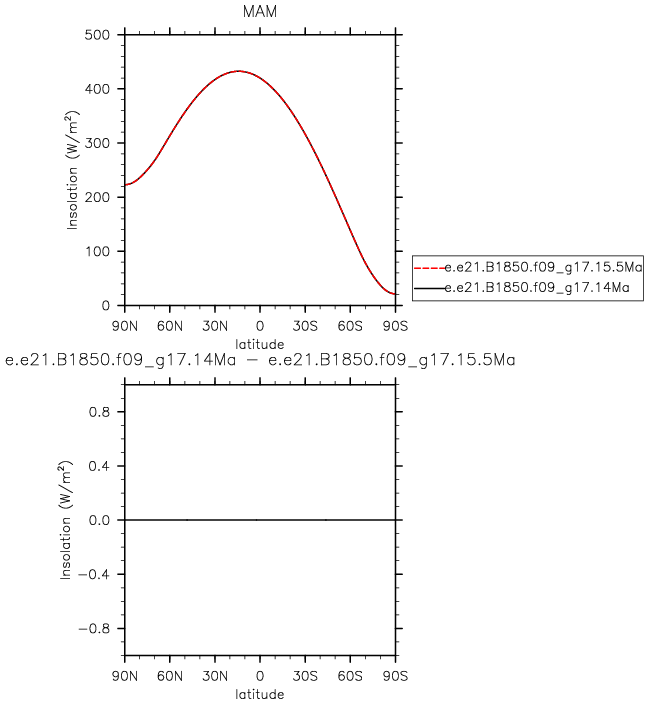 MAM
500
400
300
200
100
0
Insolation (W/m²)
90N 60N 30N 0 30S 60S 90S
latitude
e.e21.B1850.f09_g17.15.5Ma
e.e21.B1850.f09_g17.14Ma
e.e21.B1850.f09_g17.14Ma − e.e21.B1850.f09_g17.15.5Ma
0.8
0.4
0.0
−0.4
−0.8
Insolation (W/m²)
90N 60N 30N 0 30S 60S 90S
latitude